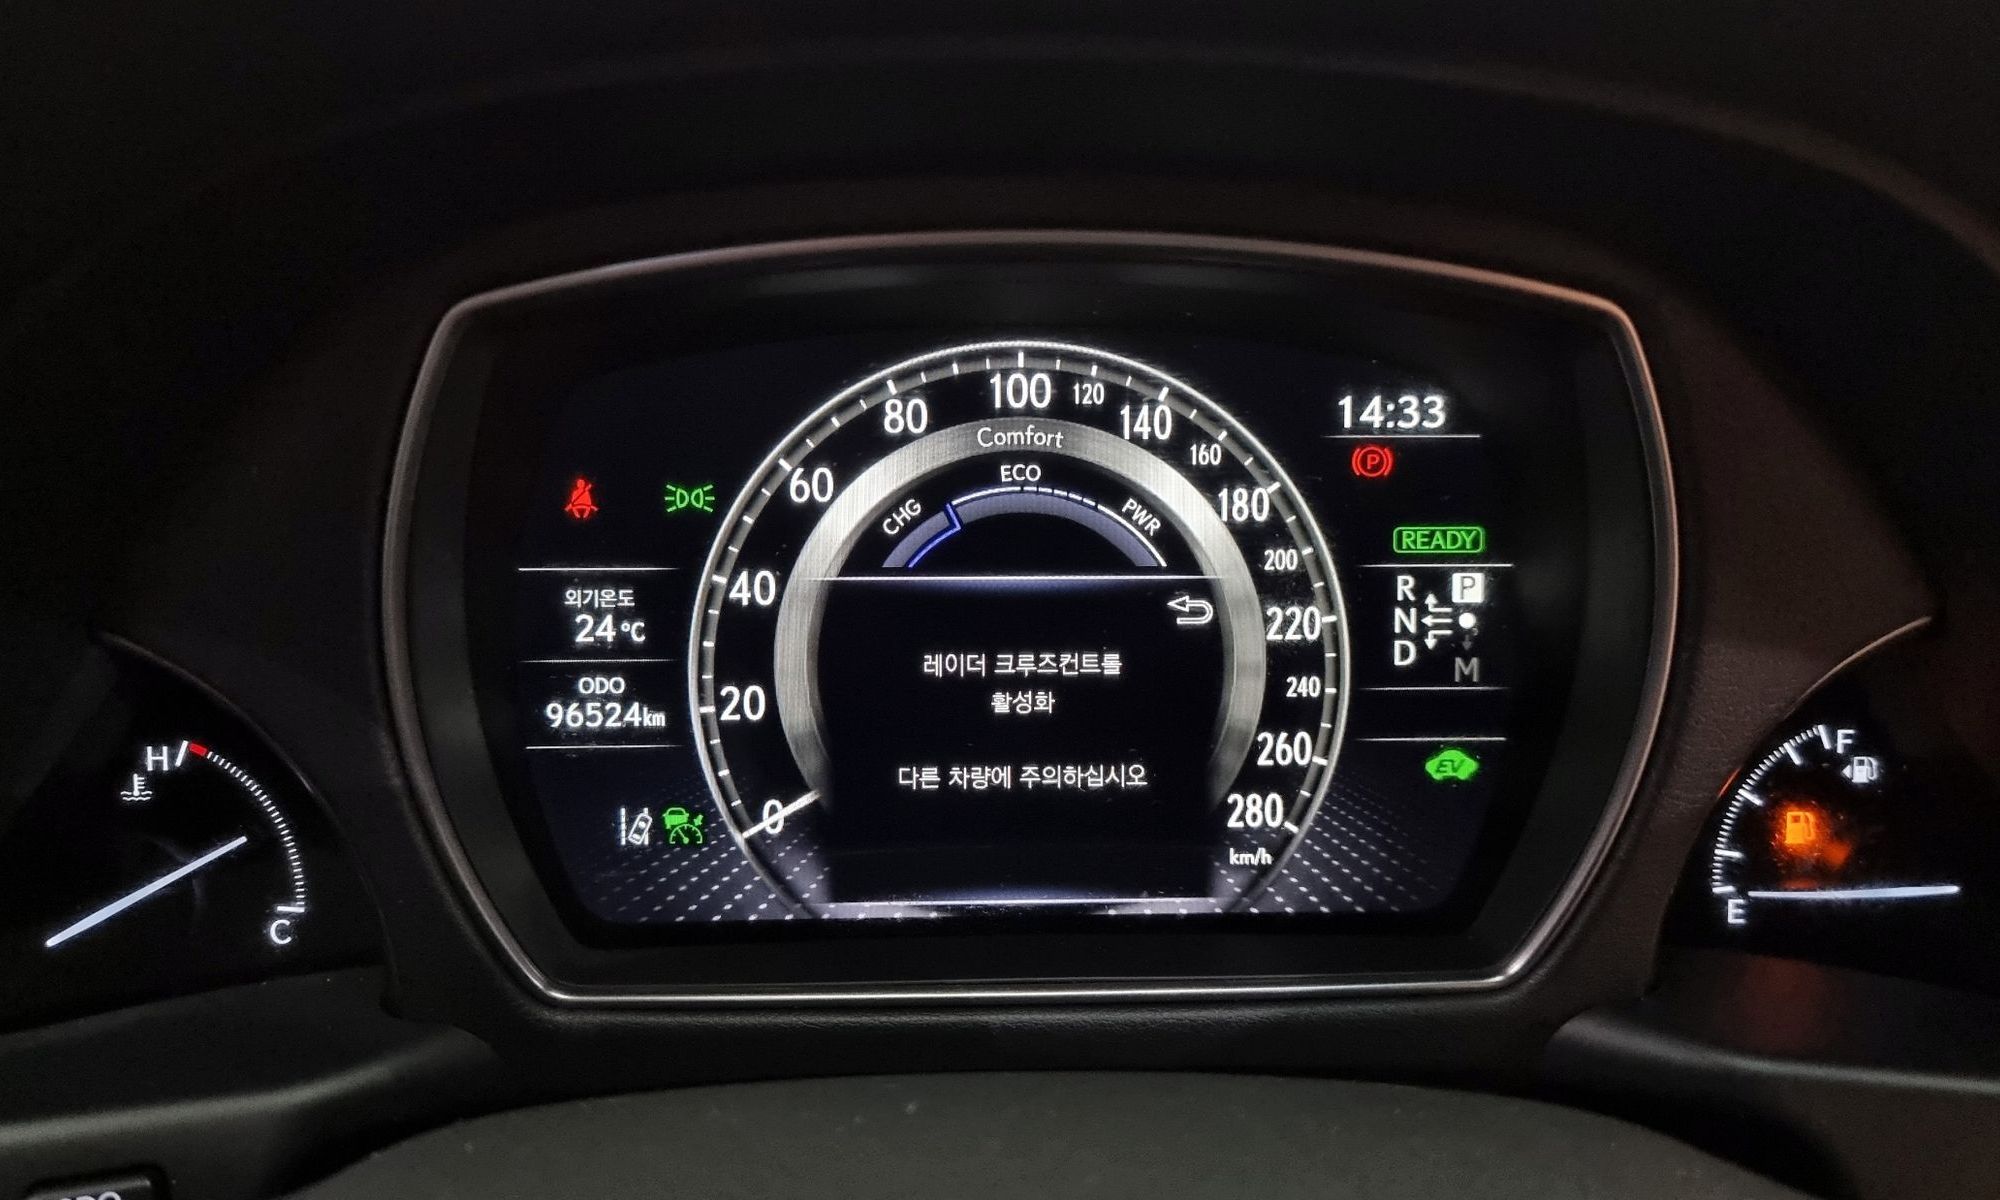 14:33
READY
R
P
N
D
M
EV
외기온도
24°C
ODO
96524km
0
20
40
60
80
100
120
140
160
180
200
220
240
260
280
km/h
Comfort
CHG
ECO
PWR
레이더 크루즈컨트롤
활성화
다른 차량에 주의하십시오
H
C
F
E